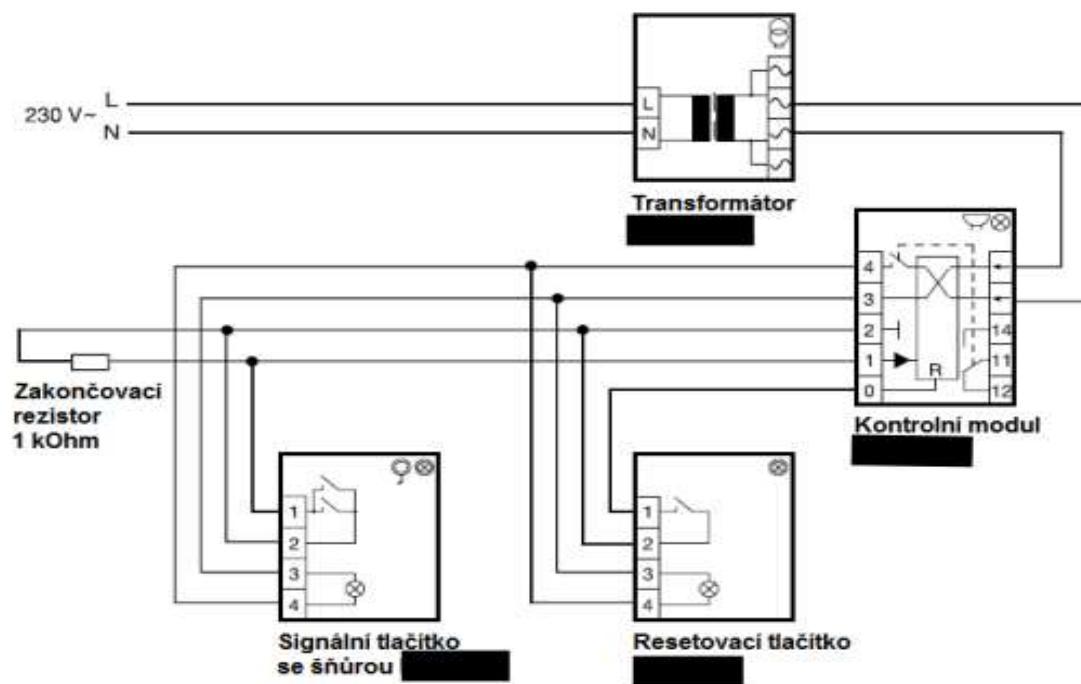 230 V~ L
N
L
N
Transformátor
4
3
2
1
0
R
14
11
12
Kontrolní modul
Zakončovací
rezistor
1 kOhm
1
2
3
4
Signální tlačítko
se šňůrou
1
2
3
4
Resetovací tlačítko